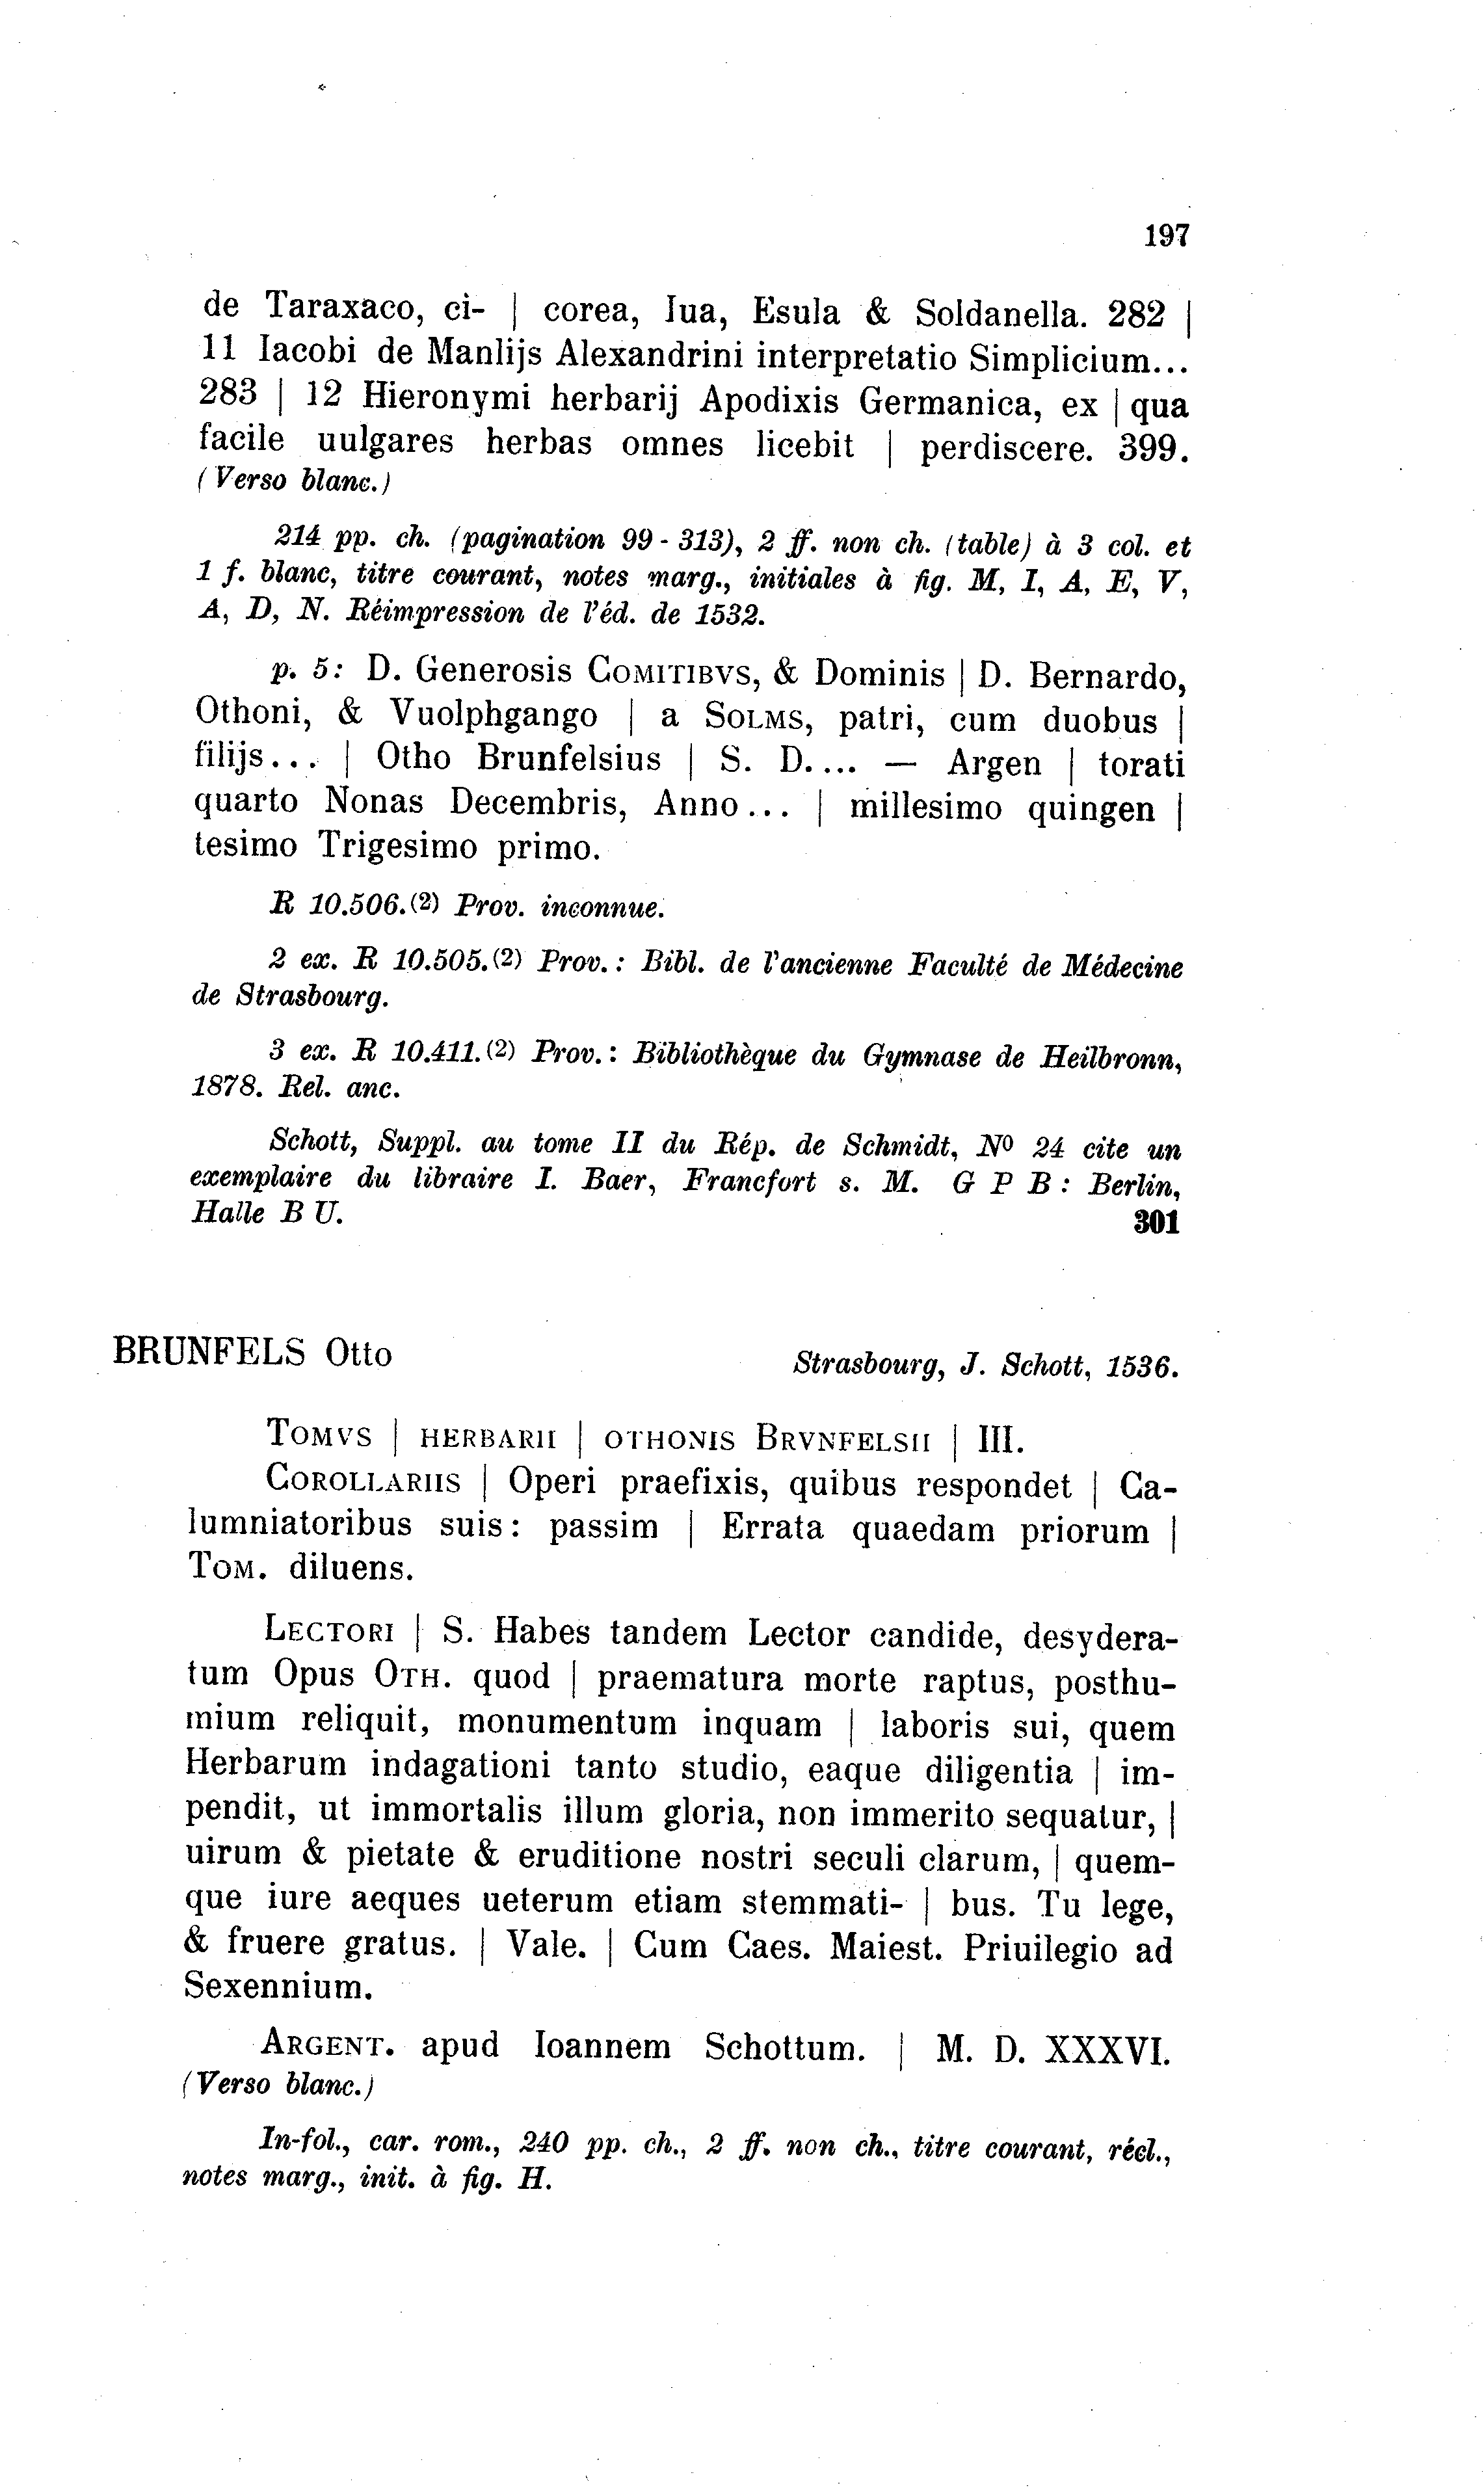 197
de Taraxaco, ci- | corea, Iua, Esula & Soldanella. 282 |
11 Iacobi de Manlijs Alexandrini interpretatio Simplicium...
283 | 12 Hieronymi herbarij Apodixis Germanica, ex | qua
facile uulgares herbas omnes licebit | perdiscere. 399.
(Verso blanc.)
214 pp. ch. (pagination 99-313), 2 ff. non ch. (table) à 3 col. et
1 f. blanc, titre courant, notes marg., initiales à fig. M, I, A, E, V,
A, D, N. Réimpression de l'éd. de 1532.
p. 5: D. Generosis COMITIBVS, & Dominis | D. Bernardo,
Othoni, & Vuolphgango | a SOLMS, patri, cum duobus |
filijs... | Otho Brunfelsius | S. D.... — Argen | torati
quarto Nonas Decembris, Anno... | millesimo quingen |
tesimo Trigesimo primo.
R 10.506.(2) Prov. inconnue.
2 ex. R 10.505.(2) Prov.: Bibl. de l'ancienne Faculté de Médecine
de Strasbourg.
3 ex. R 10.411.(2) Prov.: Bibliothèque du Gymnase de Heilbronn,
1878. Rel. anc.
Schott, Suppl. au tome II du Rép. de Schmidt, Nº 24 cite un
exemplaire du libraire I. Baer, Francfort s. M. G P B: Berlin,
Halle B U. 301
BRUNFELS Otto Strasbourg, J. Schott, 1536.
TOMVS | HERBARII | OTHONIS BRVNFELSII | III.
COROLLARIIS | Operi praefixis, quibus respondet | Ca-
lumniatoribus suis: passim | Errata quaedam priorum |
TOM. diluens.
LECTORI | S. Habes tandem Lector candide, desydera-
tum Opus OTH. quod | praematura morte raptus, posthu-
mium reliquit, monumentum inquam | laboris sui, quem
Herbarum indagationi tanto studio, eaque diligentia | im-
pendit, ut immortalis illum gloria, non immerito sequatur, |
uirum & pietate & eruditione nostri seculi clarum, | quem-
que iure aeques ueterum etiam stemmati- | bus. Tu lege,
& fruere gratus. | Vale. | Cum Caes. Maiest. Priuilegio ad
Sexennium.
ARGENT. apud Ioannem Schottum. | M. D. XXXVI.
(Verso blanc.)
In-fol., car. rom., 240 pp. ch., 2 ff. non ch., titre courant, récl.,
notes marg., init. à fig. H.